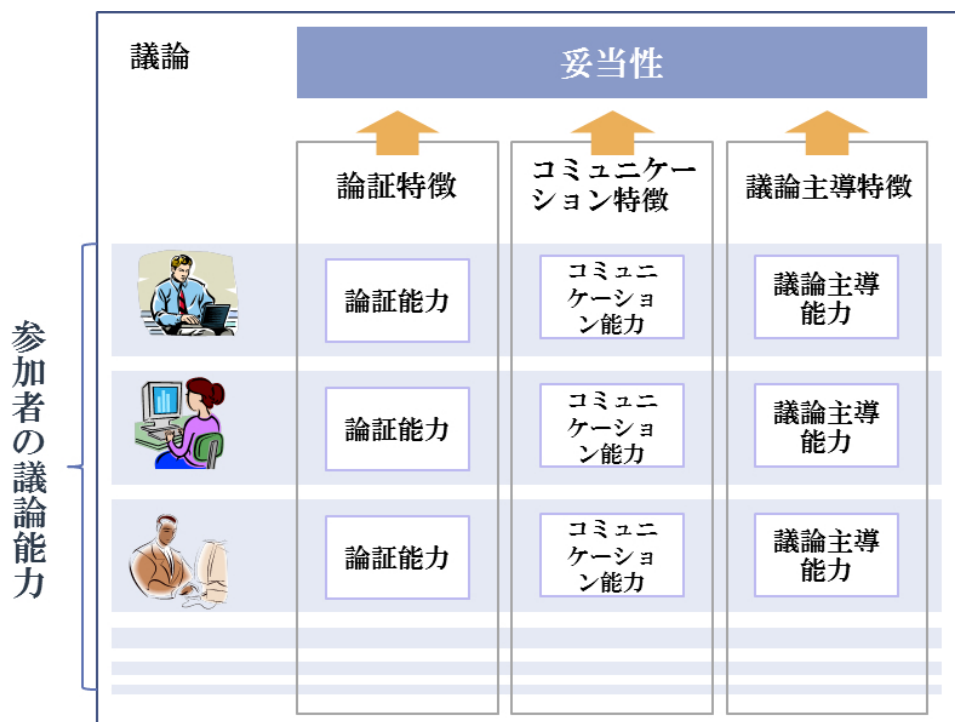 議論
妥当性
論証特徴
コミュニケー
ション特徴
議論主導特徴
参加者の議論能力
論証能力
コミュニ
ケーショ
ン能力
議論主導
能力
論証能力
コミュニ
ケーショ
ン能力
議論主導
能力
論証能力
コミュニ
ケーショ
ン能力
議論主導
能力